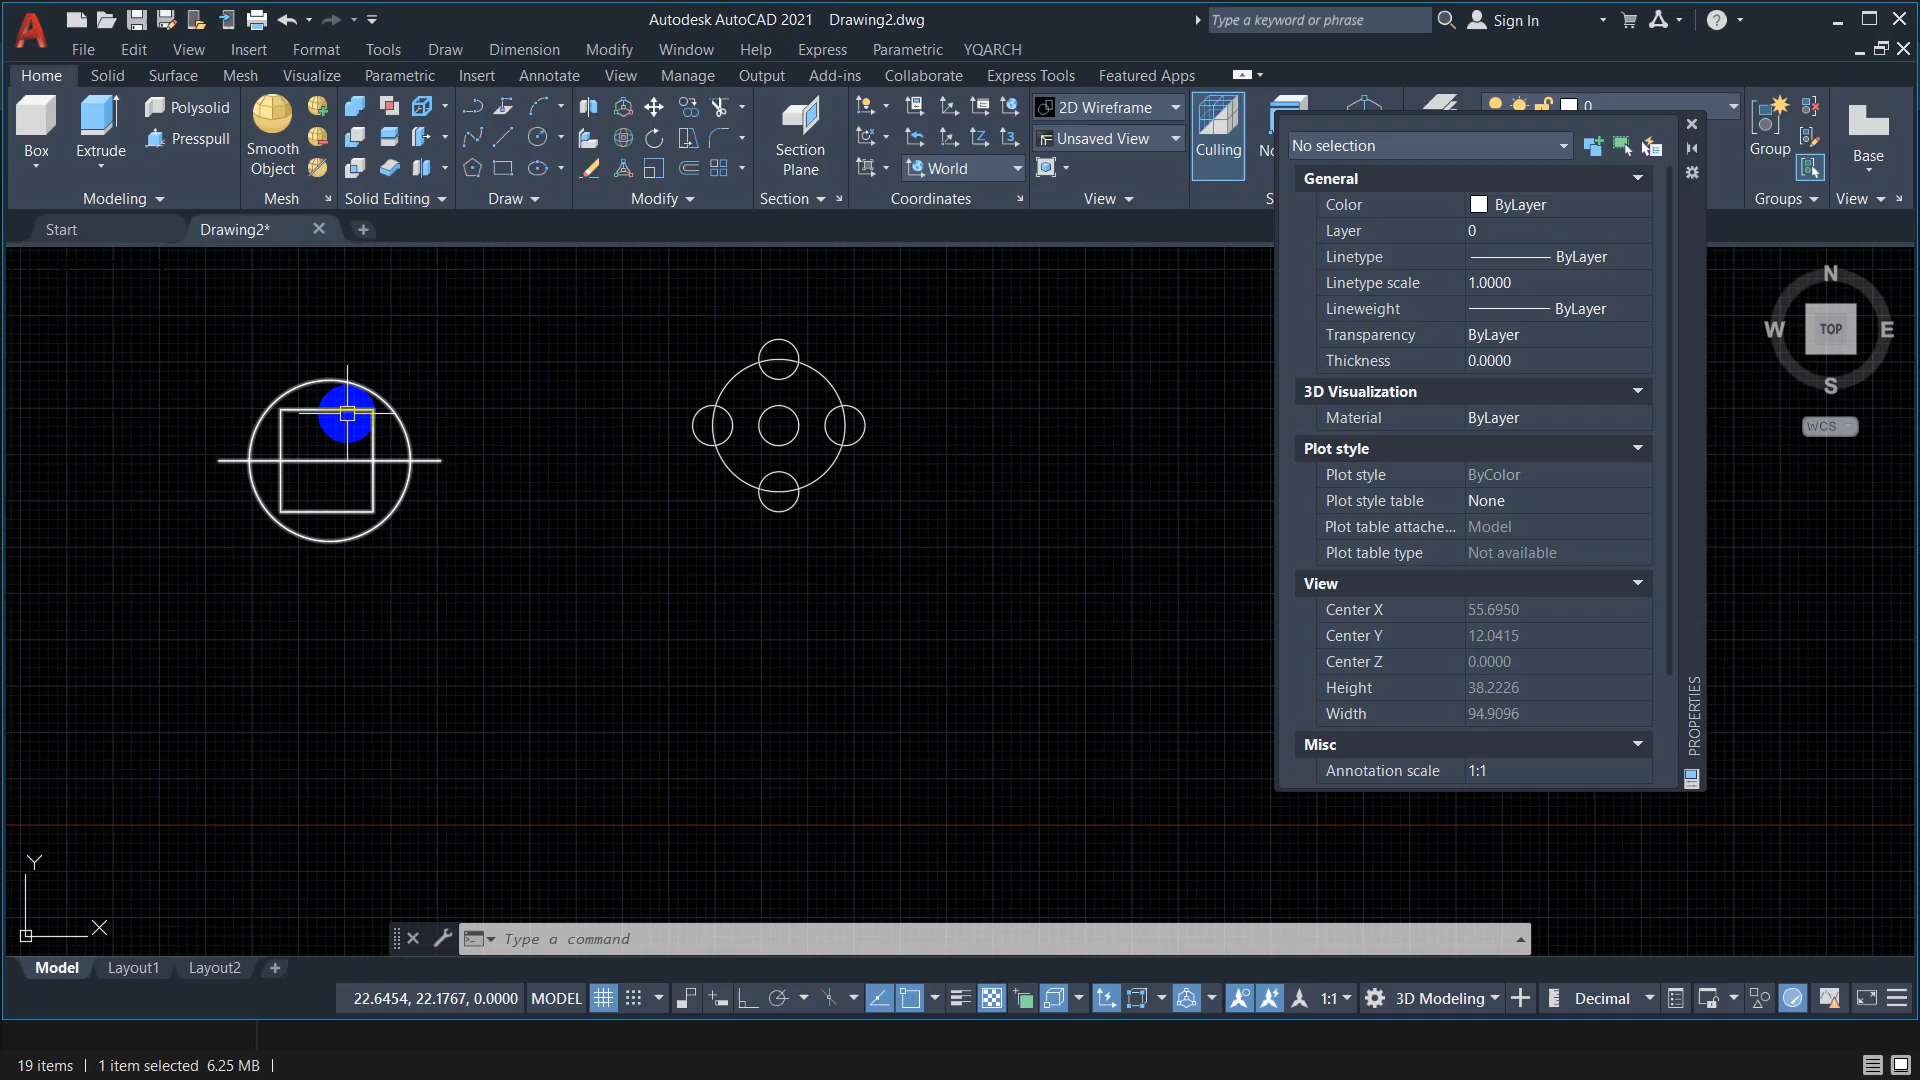 Autodesk AutoCAD 2021 Drawing2.dwg
Type a keyword or phrase
Sign In
File Edit View Insert Format Tools Draw Dimension Modify Window Help Express Parametric YQARCH
Home Solid Surface Mesh Visualize Parametric Insert Annotate View Manage Output Add-ins Collaborate Express Tools Featured Apps
Box
Extrude
Polysolid
Presspull
Smooth
Object
Section
Plane
World
2D Wireframe
Unsaved View
Culling
0
Group
Base
Modeling Mesh Solid Editing Draw Modify Section Coordinates View Groups View
Start Drawing2*
No selection
General
Color ByLayer
Layer 0
Linetype ByLayer
Linetype scale 1.0000
Lineweight ByLayer
Transparency ByLayer
Thickness 0.0000
3D Visualization
Material ByLayer
Plot style
Plot style ByColor
Plot style table None
Plot table attache... Model
Plot table type Not available
View
Center X 55.6950
Center Y 12.0415
Center Z 0.0000
Height 38.2226
Width 94.9096
Misc
Annotation scale 1:1
PROPERTIES
N
W TOP E
S
WCS
Y
X
Type a command
Model Layout1 Layout2
22.6454, 22.1767, 0.0000 MODEL 1:1 3D Modeling Decimal
19 items 1 item selected 6.25 MB